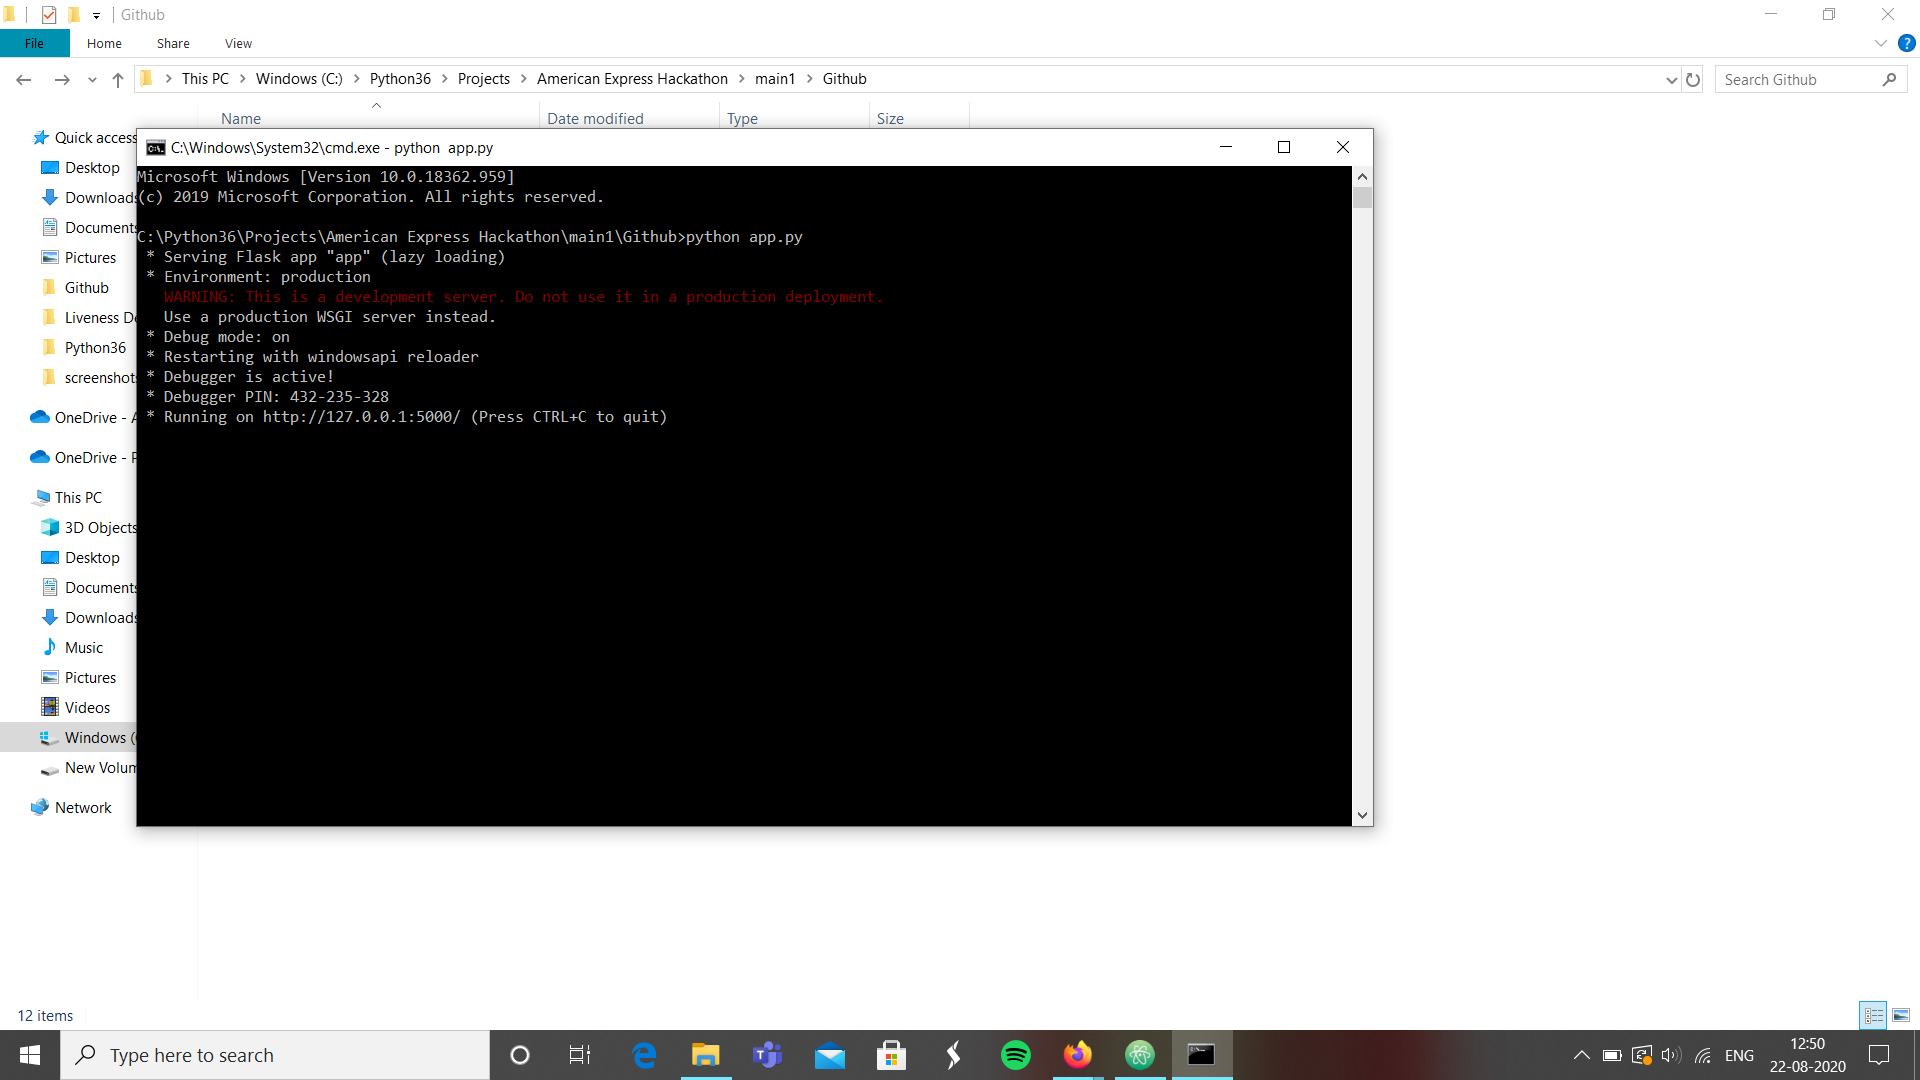 Github
File Home Share View
This PC Windows (C:) Python36 Projects American Express Hackathon main1 Github
Search Github
Name Date modified Type Size
Quick access
Desktop
Downloads
Documents
Pictures
Github
Liveness De
Python36
screenshots
OneDrive - A
OneDrive - P
This PC
3D Objects
Desktop
Documents
Downloads
Music
Pictures
Videos
Windows (
New Volum
Network
C:\Windows\System32\cmd.exe - python  app.py
Microsoft Windows [Version 10.0.18362.959]
(c) 2019 Microsoft Corporation. All rights reserved.
C:\Python36\Projects\American Express Hackathon\main1\Github>python app.py
* Serving Flask app "app" (lazy loading)
* Environment: production
WARNING: This is a development server. Do not use it in a production deployment.
Use a production WSGI server instead.
* Debug mode: on
* Restarting with windowsapi reloader
* Debugger is active!
* Debugger PIN: 432-235-328
* Running on http://127.0.0.1:5000/ (Press CTRL+C to quit)
12 items
Type here to search
ENG
12:50
22-08-2020